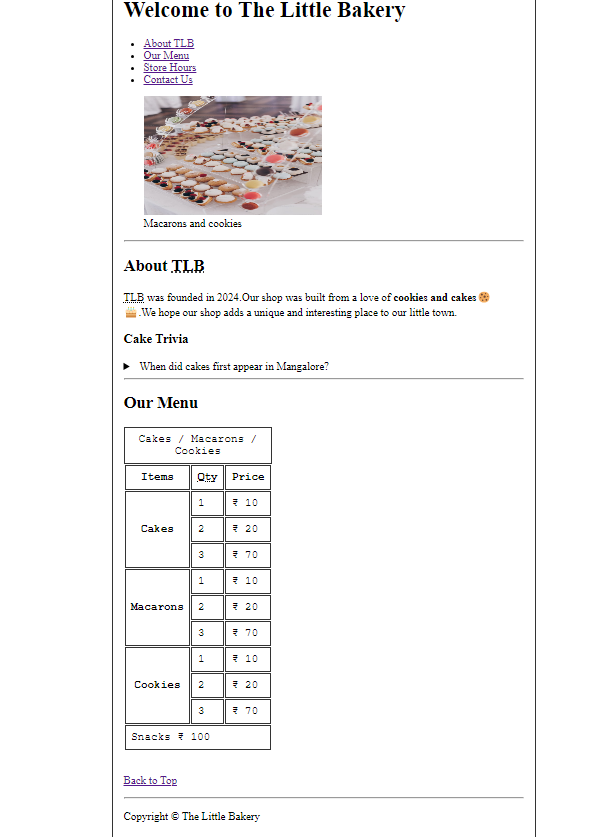 Welcome to The Little Bakery
About TLB
Our Menu
Store Hours
Contact Us
Macarons and cookies
About TLB
TLB was founded in 2024.Our shop was built from a love of cookies and cakes🍪
🎂.We hope our shop adds a unique and interesting place to our little town.
Cake Trivia
When did cakes first appear in Mangalore?
Our Menu
Cakes / Macarons /
Cookies
Items Qty Price
1 ₹ 10
Cakes 2 ₹ 20
3 ₹ 70
1 ₹ 10
Macarons 2 ₹ 20
3 ₹ 70
1 ₹ 10
Cookies 2 ₹ 20
3 ₹ 70
Snacks ₹ 100
Back to Top
Copyright © The Little Bakery